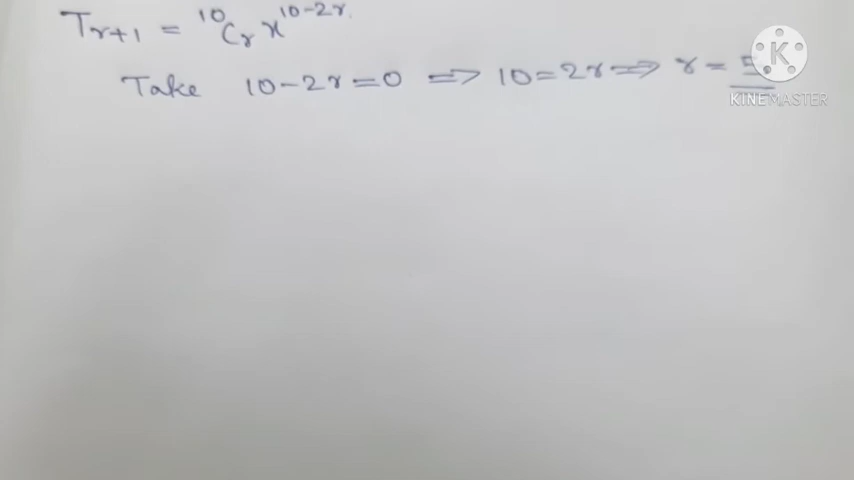 Tr+1 = ¹⁰Cr x¹⁰⁻²ʳ.
Take 10-2r=0 ⟹ 10=2r ⟹ r = 5.
K
KINEMASTER